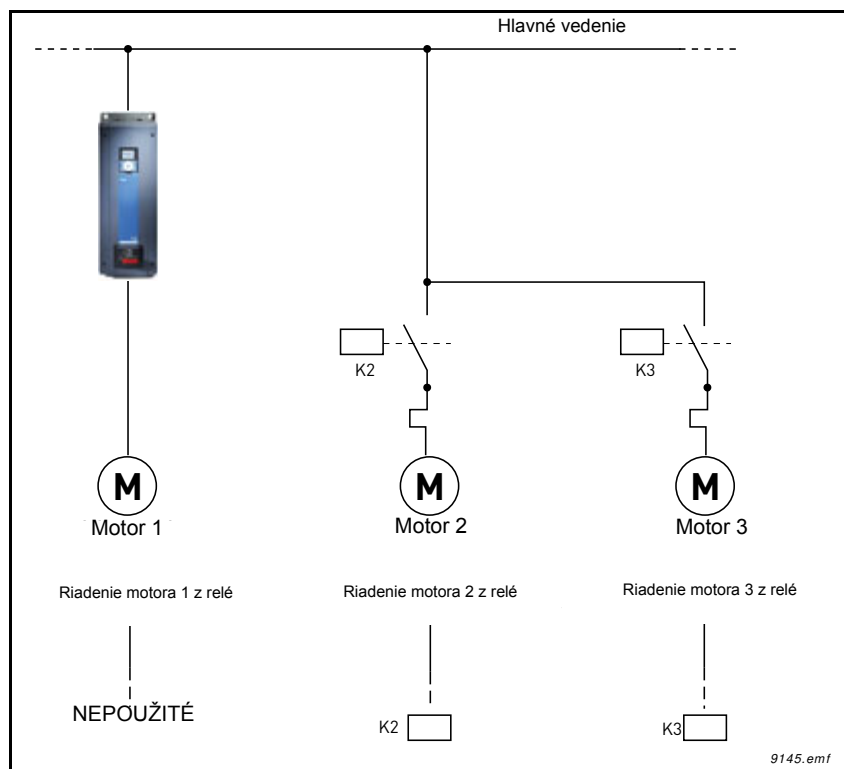 Hlavné vedenie
K2
K3
M
M
M
Motor 1
Motor 2
Motor 3
Riadenie motora 1 z relé
Riadenie motora 2 z relé
Riadenie motora 3 z relé
NEPOUŽITÉ
K2
K3
9145.emf